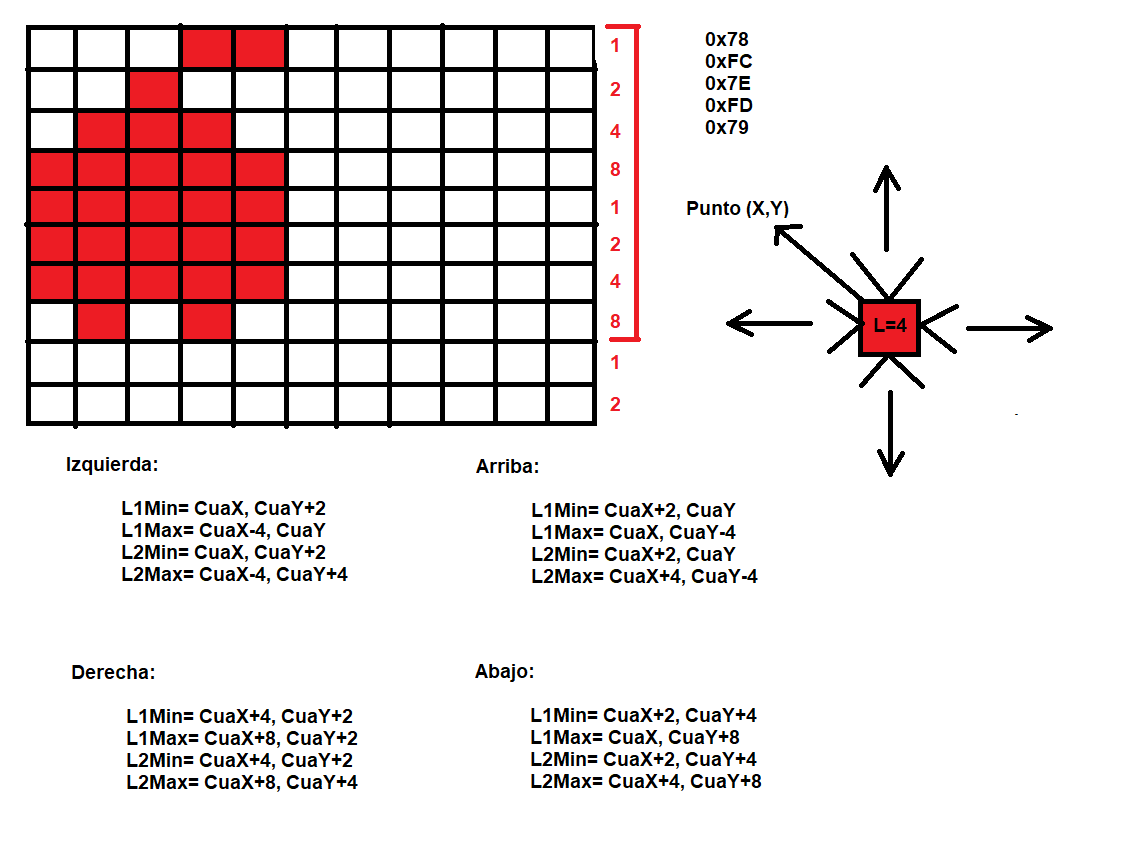 1
2
4
8
1
2
4
8
1
2
0x78
0xFC
0x7E
0xFD
0x79
Punto (X,Y)
L=4
Izquierda:
L1Min= CuaX, CuaY+2
L1Max= CuaX-4, CuaY
L2Min= CuaX, CuaY+2
L2Max= CuaX-4, CuaY+4
Arriba:
L1Min= CuaX+2, CuaY
L1Max= CuaX, CuaY-4
L2Min= CuaX+2, CuaY
L2Max= CuaX+4, CuaY-4
Derecha:
L1Min= CuaX+4, CuaY+2
L1Max= CuaX+8, CuaY+2
L2Min= CuaX+4, CuaY+2
L2Max= CuaX+8, CuaY+4
Abajo:
L1Min= CuaX+2, CuaY+4
L1Max= CuaX, CuaY+8
L2Min= CuaX+2, CuaY+4
L2Max= CuaX+4, CuaY+8